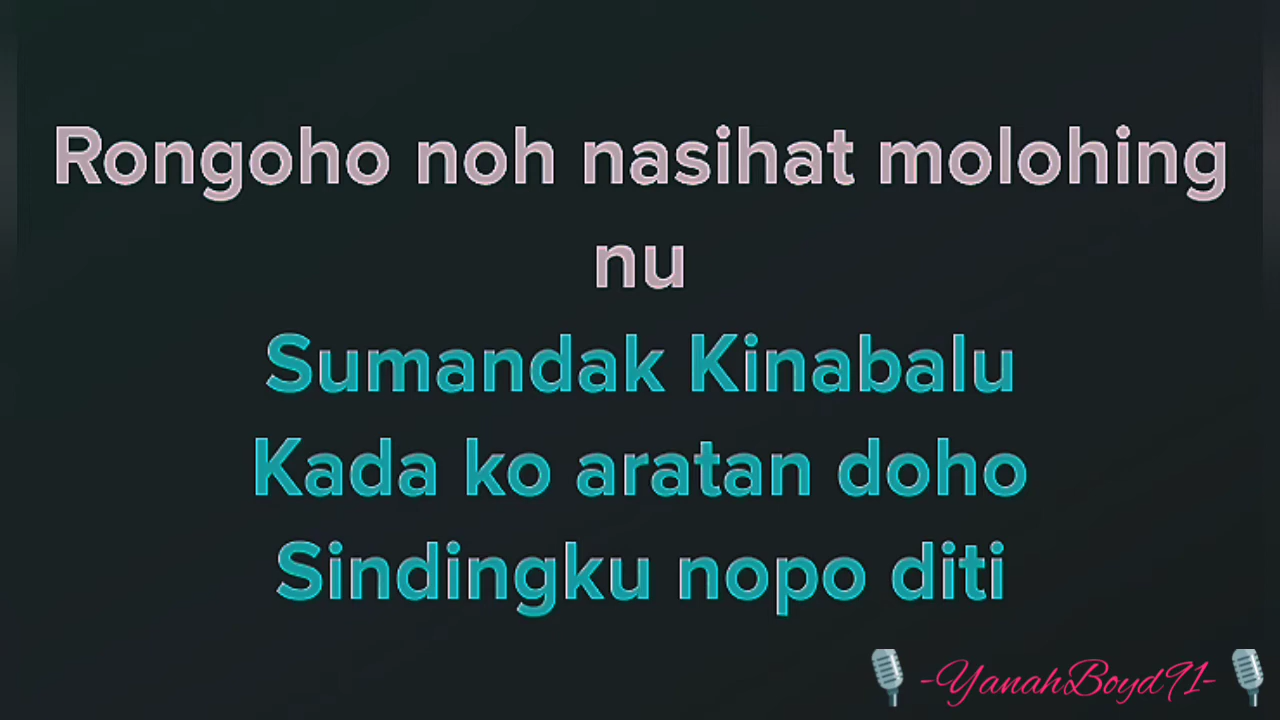 Rongoho noh nasihat molohing
nu
Sumandak Kinabalu
Kada ko aratan doho
Sindingku nopo diti
-YanahBoyd91-